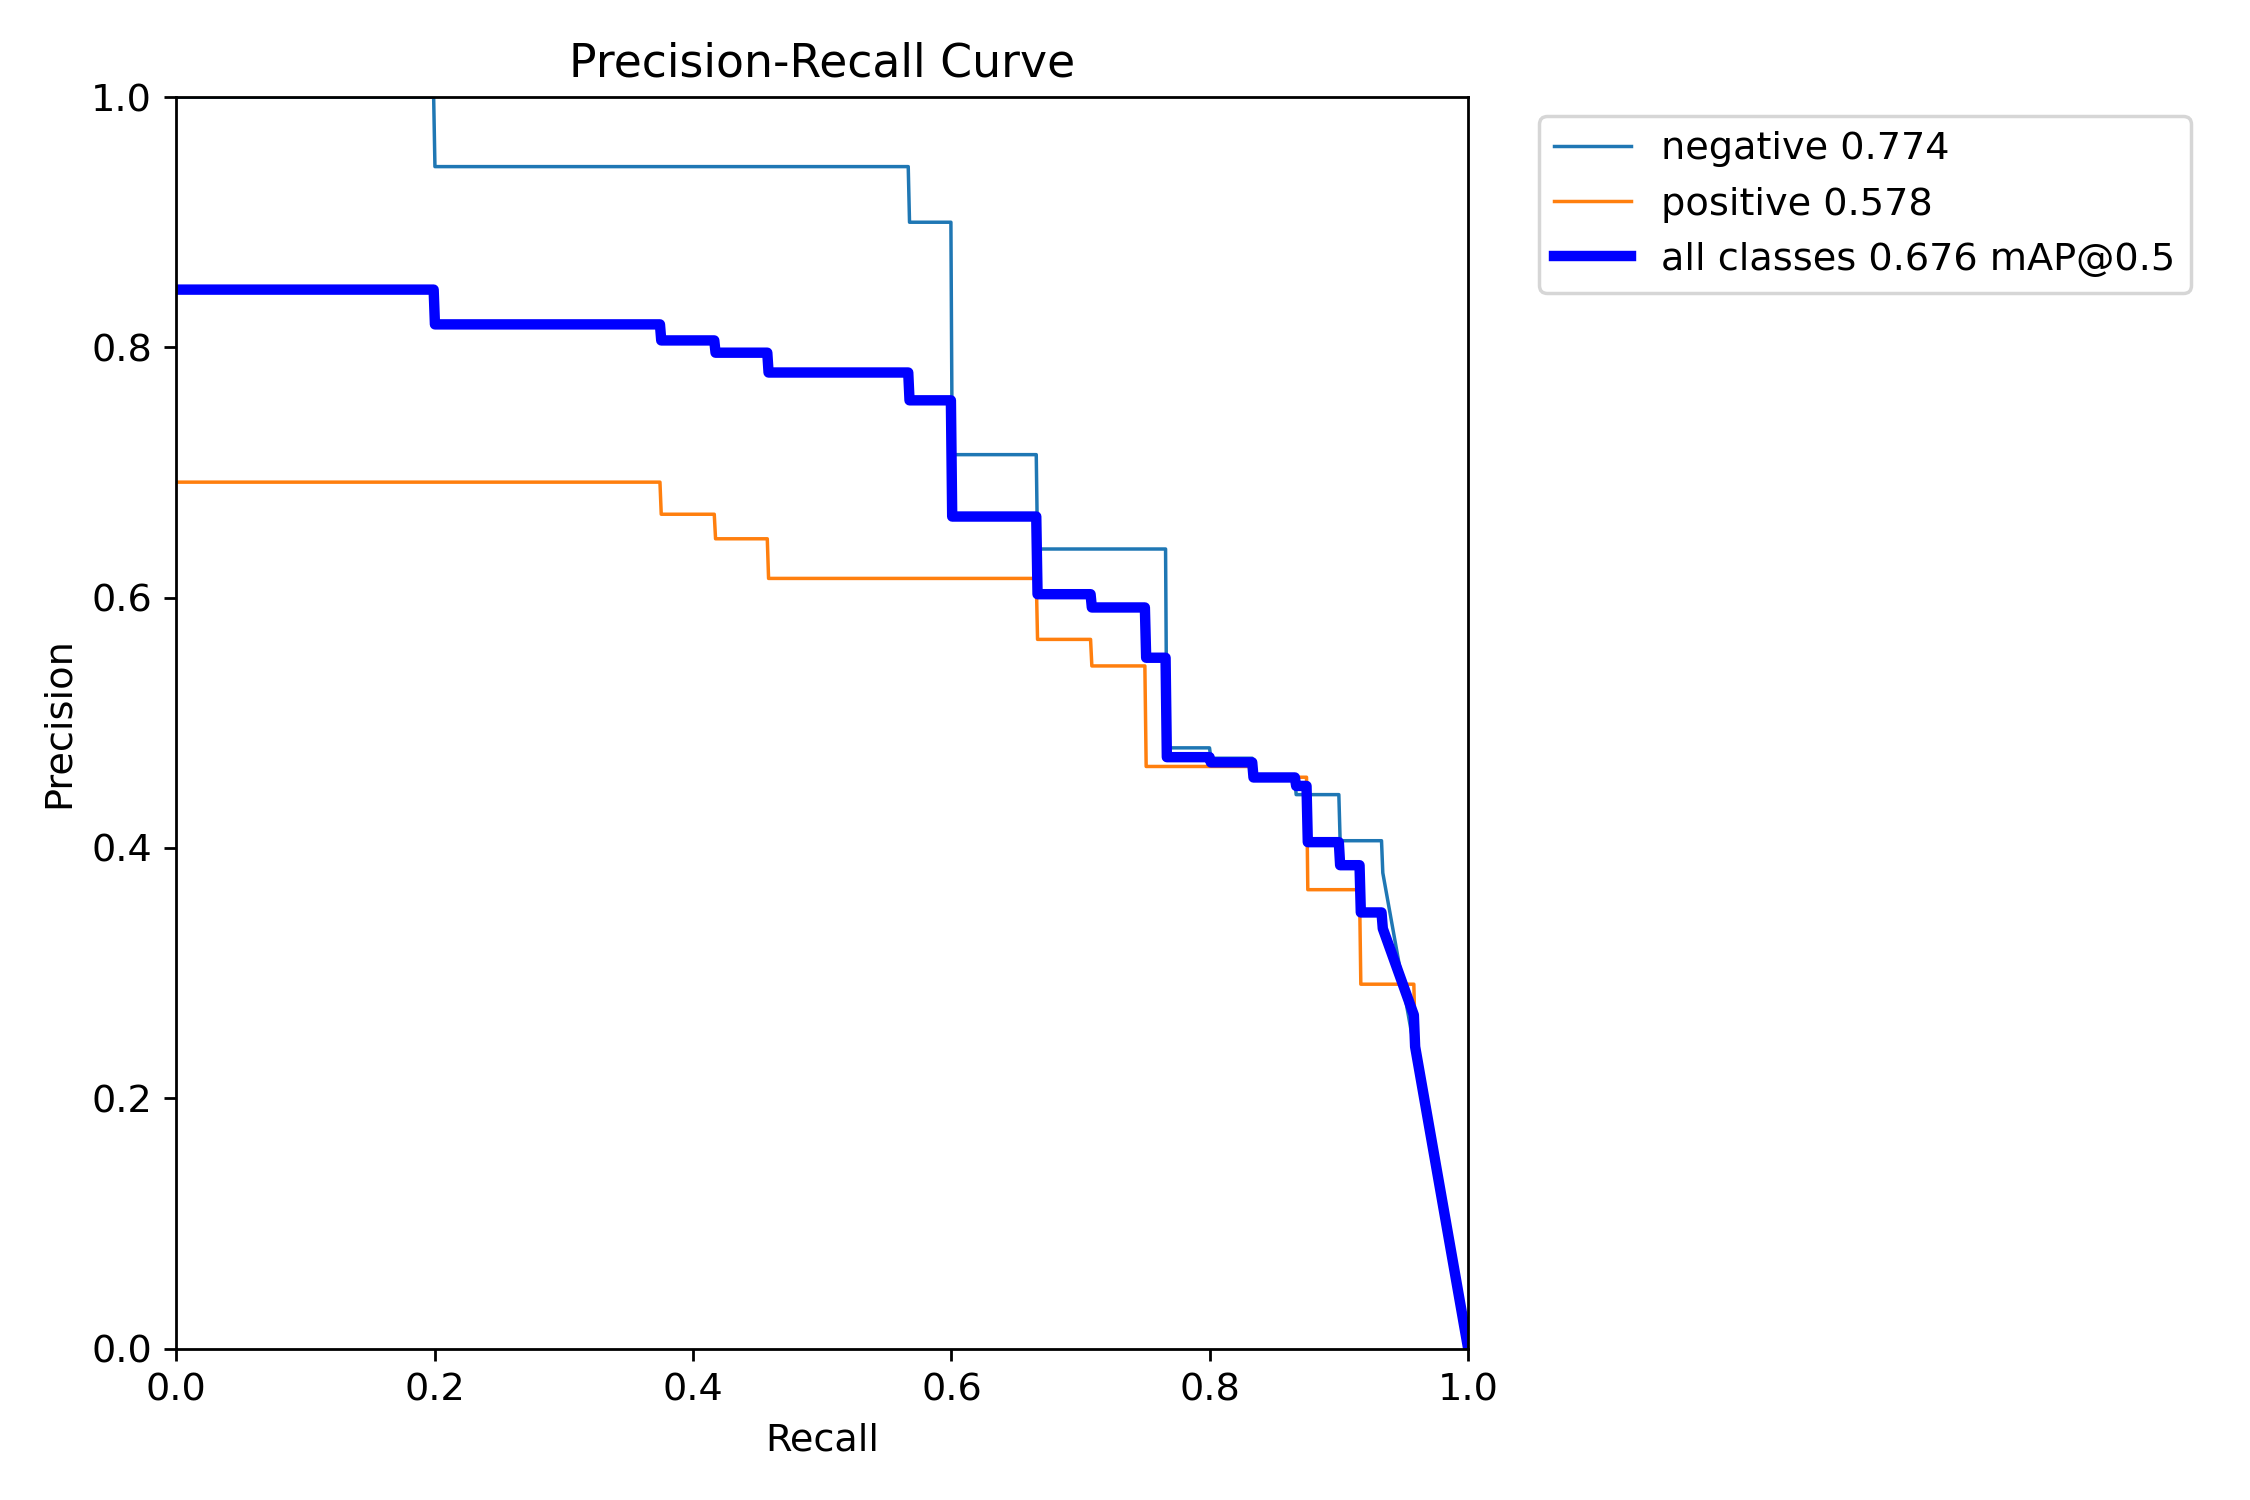 Precision-Recall Curve
1.0
0.8
0.6
0.4
0.2
0.0
Precision
0.0 0.2 0.4 0.6 0.8 1.0
Recall
negative 0.774
positive 0.578
all classes 0.676 mAP@0.5